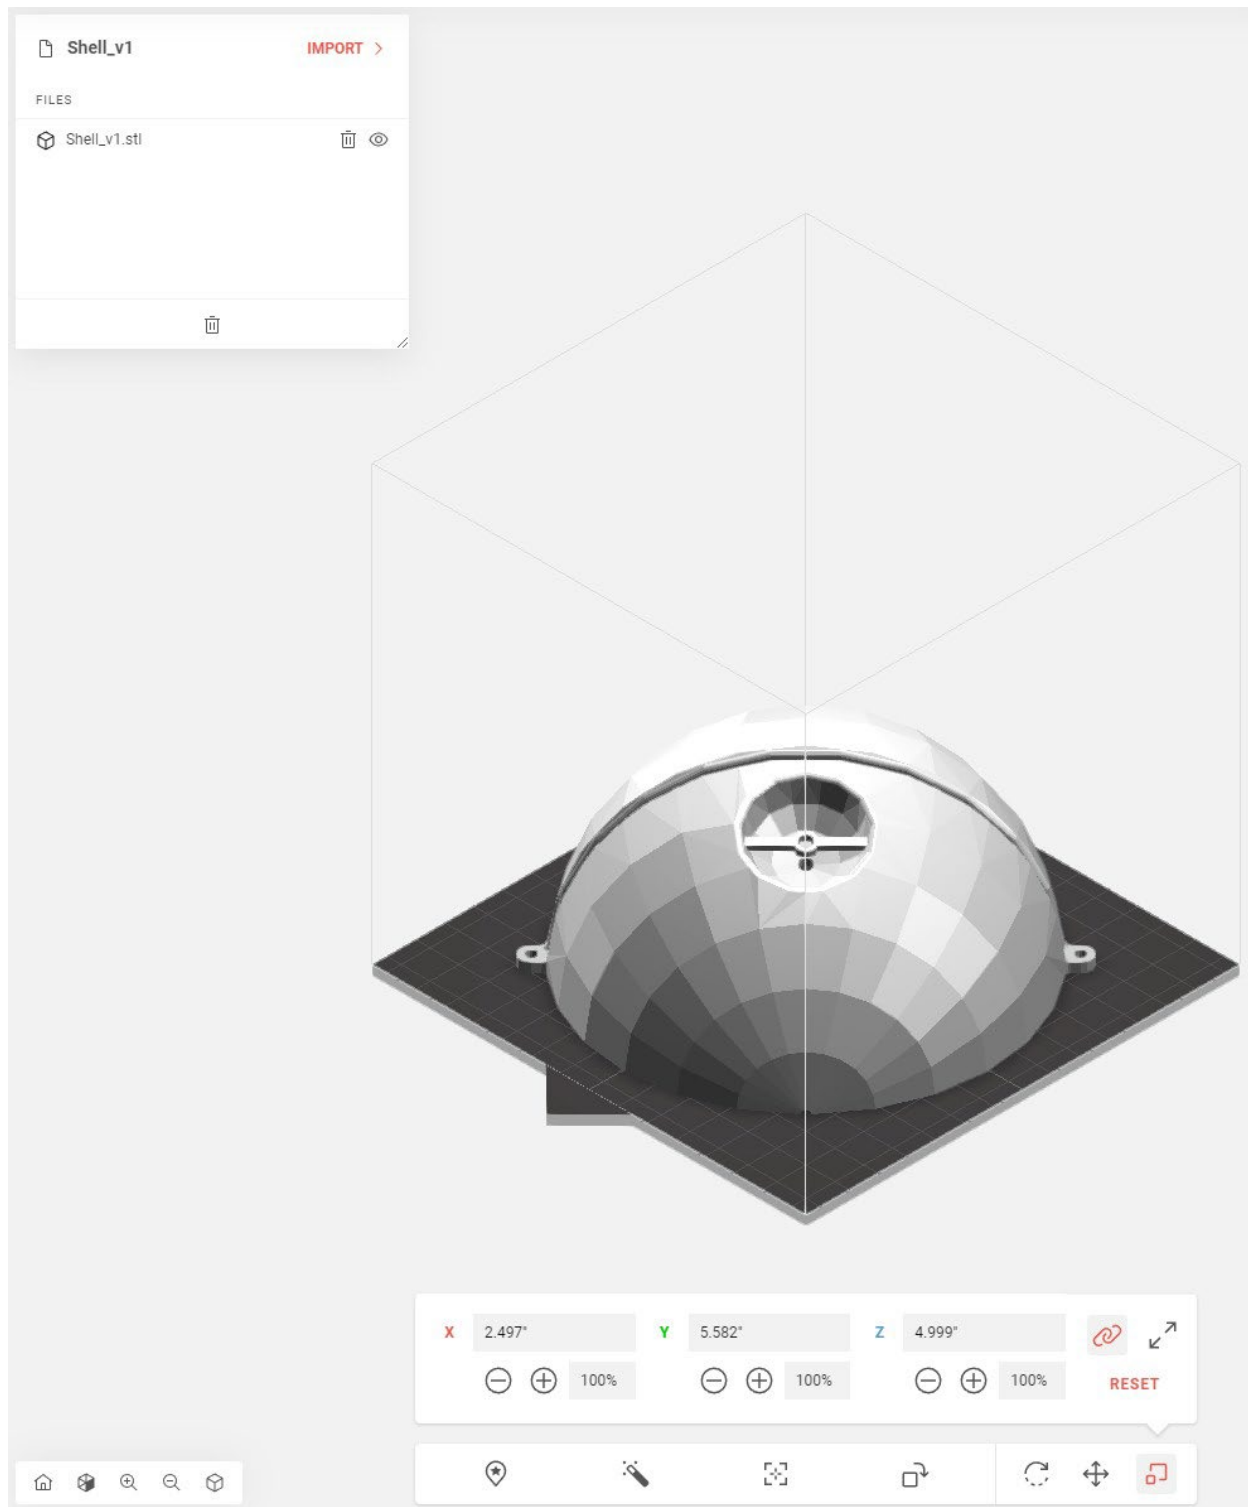 Shell_v1 IMPORT >
FILES
Shell_v1.stl
X 2.497" Y 5.582" Z 4.999"
100% 100% 100% RESET